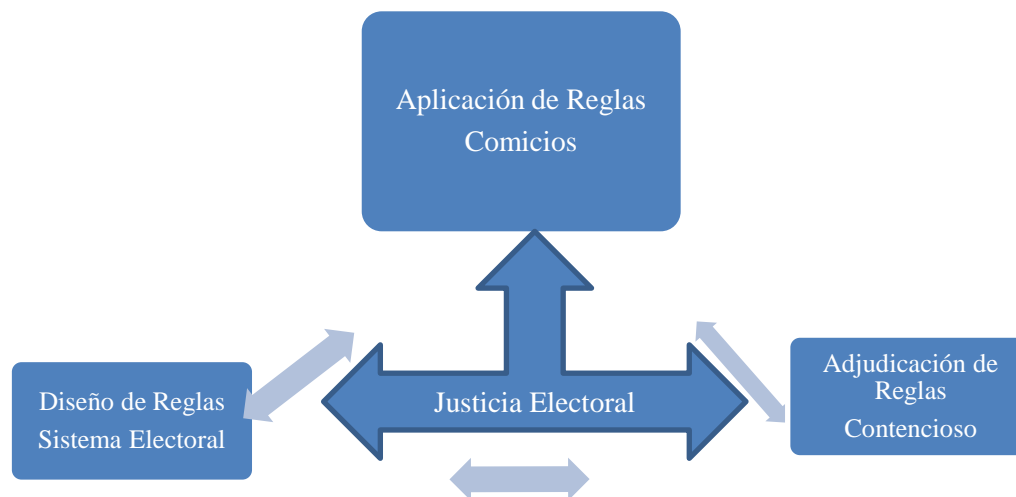 Aplicación de Reglas
Comicios
Diseño de Reglas
Sistema Electoral
Justicia Electoral
Adjudicación de
Reglas
Contencioso